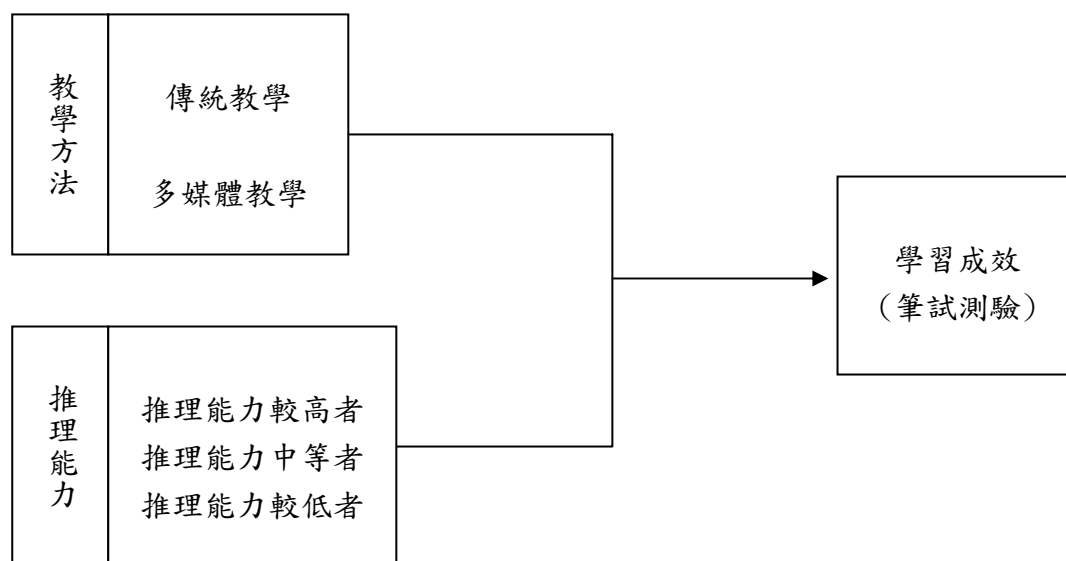 教學方法
傳統教學
多媒體教學
學習成效
（筆試測驗）
推理能力
推理能力較高者
推理能力中等者
推理能力較低者